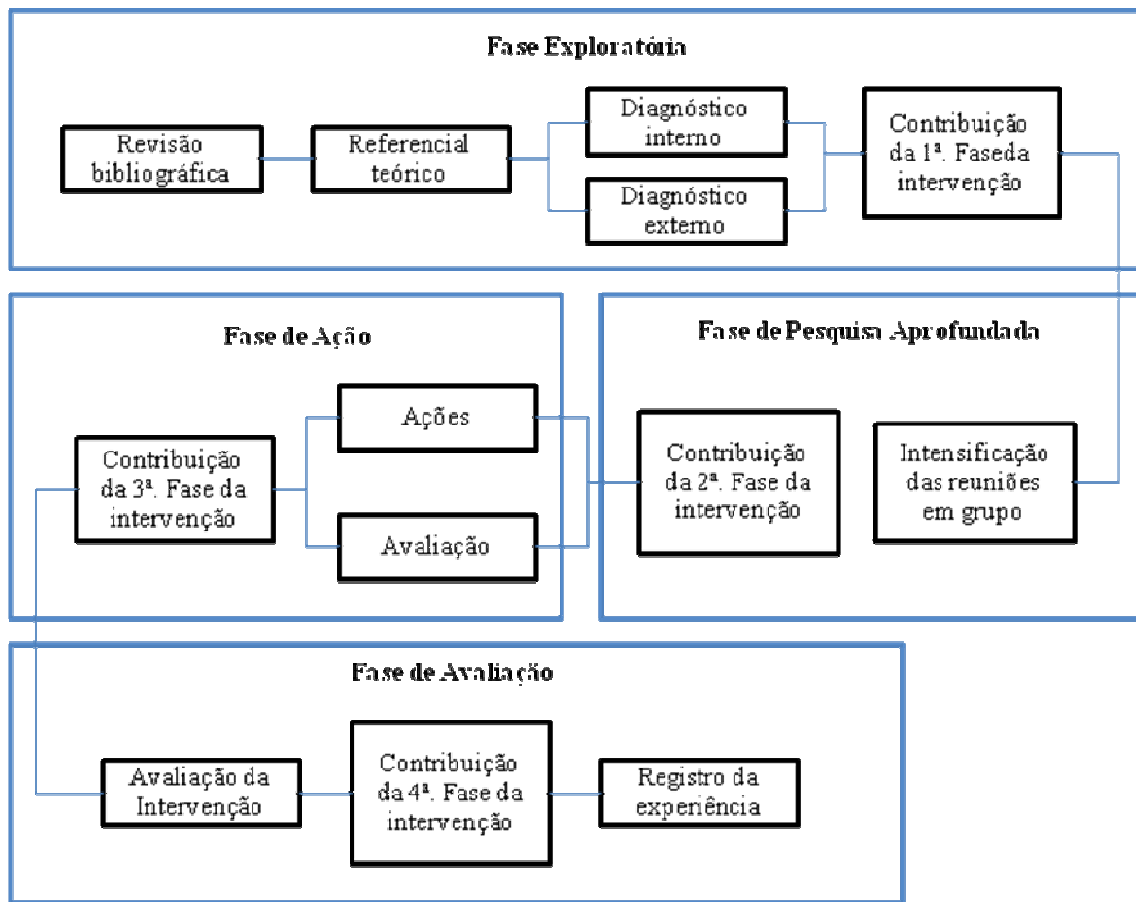 Fase Exploratória
Revisão
bibliográfica
Referencial
teórico
Diagnóstico
interno
Diagnóstico
externo
Contribuição
da 1ª. Faseda
intervenção
Fase de Ação
Contribuição
da 3ª. Fase da
intervenção
Ações
Avaliação
Fase de Pesquisa Aprofundada
Contribuição
da 2ª. Fase da
intervenção
Intensificação
das reuniões
em grupo
Fase de Avaliação
Avaliação da
Intervenção
Contribuição
da 4ª. Fase da
intervenção
Registro da
experiência